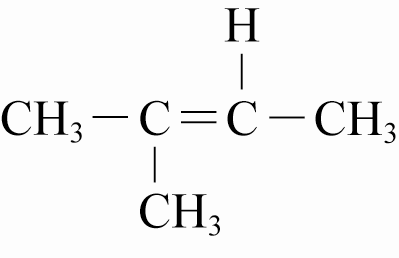 H
CH₃ — C = C — CH₃
CH₃